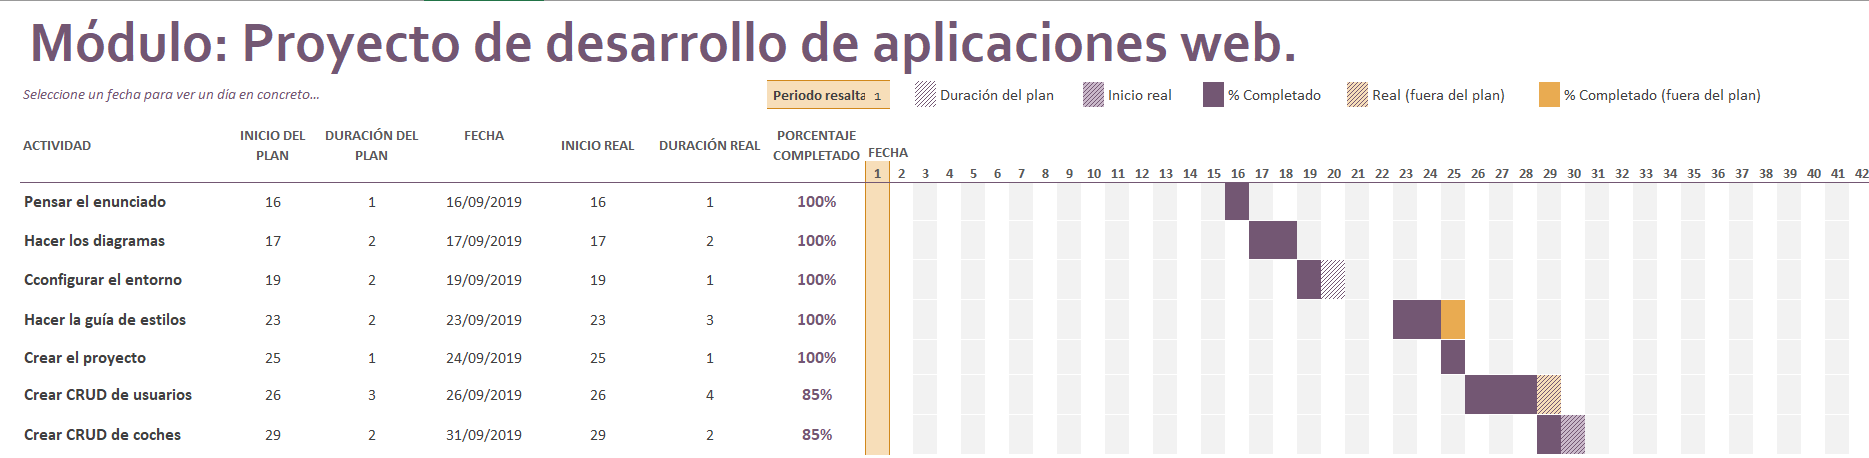 Módulo: Proyecto de desarrollo de aplicaciones web.
Seleccione un fecha para ver un día en concreto...
Periodo resalta 1 Duración del plan Inicio real % Completado Real (fuera del plan) % Completado (fuera del plan)
ACTIVIDAD INICIO DEL PLAN DURACIÓN DEL PLAN FECHA INICIO REAL DURACIÓN REAL PORCENTAJE COMPLETADO FECHA
1 2 3 4 5 6 7 8 9 10 11 12 13 14 15 16 17 18 19 20 21 22 23 24 25 26 27 28 29 30 31 32 33 34 35 36 37 38 39 40 41 42
Pensar el enunciado 16 1 16/09/2019 16 1 100%
Hacer los diagramas 17 2 17/09/2019 17 2 100%
Cconfigurar el entorno 19 2 19/09/2019 19 1 100%
Hacer la guía de estilos 23 2 23/09/2019 23 3 100%
Crear el proyecto 25 1 24/09/2019 25 1 100%
Crear CRUD de usuarios 26 3 26/09/2019 26 4 85%
Crear CRUD de coches 29 2 31/09/2019 29 2 85%